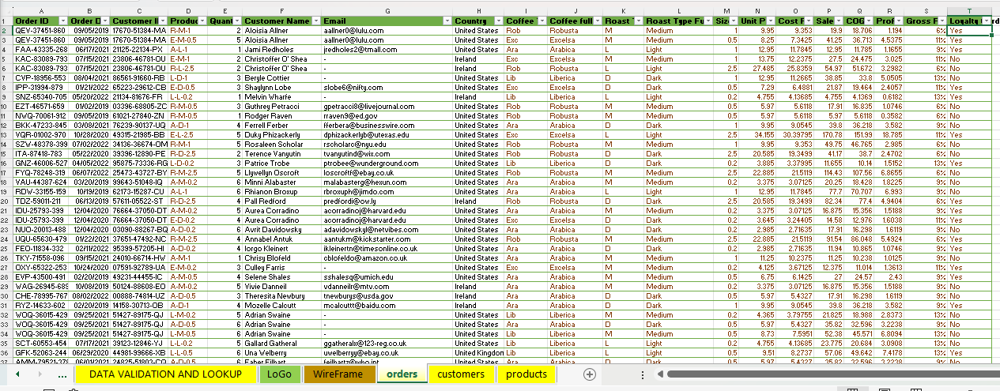 A B C D E F G H I J K L M N O P Q R S T
1 Order ID Order D Customer I Produc Quant Customer Name Email Country Coffee Coffee full Roast Roast Type Fu Siz Unit P Cost Sale COG Prof Gross Loyalty rd
2 QEV-37451-860 09/05/2019 17670-51384-MA R-M-1 2 Aloisia Allner aallner0@lulu.com United States Rob Robusta M Medium 1 9.95 9.353 19.9 18.706 1.194 6% Yes
3 QEV-37451-860 09/05/2019 17670-51384-MA E-M-0.5 5 Aloisia Allner aallner0@lulu.com United States Exc Excelsa M Medium 0.5 8.25 7.3425 41.25 36.713 4.5375 11% Yes
4 FAA-43335-268 06/17/2021 21125-22134-PX A-L-1 1 Jami Redholes jredholes2@tmall.com United States Ara Arabica L Light 1 12.95 11.7845 12.95 11.785 1.1655 9% Yes
5 KAC-83089-793 07/15/2021 23806-46781-OU E-M-1 2 Christoffer O' Shea - Ireland Exc Excelsa M Medium 1 13.75 12.2375 27.5 24.475 3.025 11% No
6 KAC-83089-793 07/15/2021 23806-46781-OU R-L-2.5 2 Christoffer O' Shea - Ireland Rob Robusta L Light 2.5 27.485 25.8359 54.97 51.672 3.2982 6% No
7 CVP-18956-553 08/04/2021 86561-91660-RB L-D-1 3 Beryle Cottier - United States Lib Liberica D Dark 1 12.95 11.2665 38.85 33.8 5.0505 13% No
8 IPP-31994-879 01/21/2022 65223-29612-CB E-D-0.5 3 Shaylynn Lobe slobe6@nifty.com United States Exc Excelsa D Dark 0.5 7.29 6.4881 21.87 19.464 2.4057 11% Yes
9 SNZ-65340-705 05/20/2022 21134-81676-FR L-L-0.2 1 Melvin Wharfe - Ireland Lib Liberica L Light 0.2 4.755 4.13685 4.755 4.1369 0.6182 13% Yes
10 EZT-46571-659 01/02/2019 03396-68805-ZC R-M-0.5 3 Guthrey Petracci gpetracci8@livejournal.com United States Rob Robusta M Medium 0.5 5.97 5.6118 17.91 16.835 1.0746 6% No
11 NWQ-70061-912 09/05/2019 61021-27840-ZN R-M-0.5 1 Rodger Raven rraven9@ed.gov United States Rob Robusta M Medium 0.5 5.97 5.6118 5.97 5.6118 0.3582 6% No
12 BKK-47233-845 03/08/2021 76239-90137-UQ A-D-1 4 Ferrell Ferber fferbera@businesswire.com United States Ara Arabica D Dark 1 9.95 9.0545 39.8 36.218 3.582 9% No
13 VQR-01002-970 10/28/2020 49315-21985-BB E-L-2.5 5 Duky Phizackerly dphizackerlyb@utexas.edu United States Exc Excelsa L Light 2.5 34.155 30.39795 170.78 151.99 18.785 11% Yes
14 SZW-48378-399 07/02/2022 34136-36674-OM R-M-1 5 Rosaleen Scholar rscholarc@nyu.edu United States Rob Robusta M Medium 1 9.95 9.353 49.75 46.765 2.985 6% No
15 ITA-87418-783 05/22/2020 39396-12890-PE R-D-2.5 2 Terence Vanyutin tvanyutind@wix.com United States Rob Robusta D Dark 2.5 20.585 19.3499 41.17 38.7 2.4702 6% No
16 GNZ-46006-527 04/05/2022 95875-73336-RG L-D-0.2 3 Patrice Trobe ptrobee@wunderground.com United States Lib Liberica D Dark 0.2 3.885 3.37995 11.655 10.14 1.5152 13% Yes
17 FYQ-78248-319 06/07/2022 25473-43727-BY R-M-2.5 5 Llywellyn Oscroft loscroftf@ebay.co.uk United States Rob Robusta M Medium 2.5 22.885 21.5119 114.43 107.56 6.8655 6% No
18 VAU-44387-624 03/20/2019 99643-51048-IQ A-M-0.2 6 Minni Alabaster malabasterg@hexun.com United States Ara Arabica M Medium 0.2 3.375 3.07125 20.25 18.428 1.8225 9% No
19 RDW-33155-159 10/19/2019 62173-15287-CU A-L-1 6 Rhianon Broxup rbroxuph@jimdo.com United States Ara Arabica L Light 1 12.95 11.7845 77.7 70.707 6.993 9% No
20 TDZ-59011-211 06/13/2019 57611-05522-ST R-D-2.5 4 Pall Redford predfordi@ow.ly Ireland Rob Robusta D Dark 2.5 20.585 19.3499 82.34 77.4 4.9404 6% Yes
21 IDU-25793-399 12/04/2020 76664-37050-DT A-M-0.2 5 Aurea Corradino acorradinoj@harvard.edu United States Ara Arabica M Medium 0.2 3.375 3.07125 16.875 15.356 1.5188 9% Yes
22 IDU-25793-399 12/04/2020 76664-37050-DT E-D-0.2 4 Aurea Corradino acorradinoj@harvard.edu United States Exc Excelsa D Dark 0.2 3.645 3.24405 14.58 12.976 1.6038 11% Yes
23 NUO-20013-488 12/04/2020 03090-88267-BQ A-D-0.2 6 Avrit Davidowsky adavidowskyl@netvibes.com United States Ara Arabica D Dark 0.2 2.985 2.71635 17.91 16.298 1.6119 9% No
24 UQU-65630-479 01/22/2021 37651-47492-NC R-M-2.5 4 Annabel Antuk aantukm@kickstarter.com United States Rob Robusta M Medium 2.5 22.885 21.5119 91.54 86.048 5.4924 6% Yes
25 FEO-11834-332 02/11/2022 95399-57205-HI A-D-0.2 4 Iorgo Kleinert ikleinertn@timesonline.co.uk United States Ara Arabica D Dark 0.2 2.985 2.71635 11.94 10.865 1.0746 9% Yes
26 TKY-71558-096 09/15/2021 24010-66714-HW A-M-1 1 Chrisy Blofeld cblofeldo@amazon.co.uk United States Ara Arabica M Medium 1 11.25 10.2375 11.25 10.238 1.0125 9% No
27 OXY-65322-253 10/24/2020 07591-92789-UA E-M-0.2 3 Culley Farris - United States Exc Excelsa M Medium 0.2 4.125 3.67125 12.375 11.014 1.3613 11% Yes
28 EVP-43500-491 02/20/2019 49231-44455-IC A-M-0.5 4 Selene Shales sshalesq@umich.edu United States Ara Arabica M Medium 0.5 6.75 6.1425 27 24.57 2.43 9% Yes
29 WAG-26945-689 10/08/2019 50124-88608-EO A-M-0.2 5 Vivie Danneil vdanneilr@mtv.com Ireland Ara Arabica M Medium 0.2 3.375 3.07125 16.875 15.356 1.5188 9% No
30 CHE-78995-767 08/02/2022 00888-74814-UZ A-D-0.5 3 Theresita Newbury tnewburys@usda.gov Ireland Ara Arabica D Dark 0.5 5.97 5.4327 17.91 16.298 1.6119 9% No
31 RYZ-14633-602 02/20/2019 14158-30713-OB A-D-1 4 Mozelle Calcutt mcalcuttt@baidu.com Ireland Ara Arabica D Dark 1 9.95 9.0545 39.8 36.218 3.582 9% Yes
32 WOQ-36015-429 09/25/2021 51427-89175-QJ L-M-0.2 5 Adrian Swaine - United States Lib Liberica M Medium 0.2 4.365 3.79755 21.825 18.988 2.8373 13% No
33 WOQ-36015-429 09/25/2021 51427-89175-QJ A-D-0.5 6 Adrian Swaine - United States Ara Arabica D Dark 0.5 5.97 5.4327 35.82 32.596 3.2238 9% No
34 WOQ-36015-429 09/25/2021 51427-89175-QJ L-M-0.5 6 Adrian Swaine - United States Lib Liberica M Medium 0.5 8.73 7.5951 52.38 45.571 6.8094 13% No
35 SCT-60553-454 07/17/2021 39123-12846-YJ L-L-0.2 5 Gallard Gatheral ggatheralx@123-reg.co.uk United States Lib Liberica L Light 0.2 4.755 4.13685 23.775 20.684 3.0908 13% No
36 GFK-52063-244 06/29/2020 44981-99666-XB L-L-0.5 6 Una Welberry uwelberryy@ebay.co.uk United Kingdon Lib Liberica L Light 0.5 9.51 8.2737 57.06 49.642 7.4178 13% Yes
... DATA VALIDATION AND LOOKUP LoGo WireFrame orders customers products